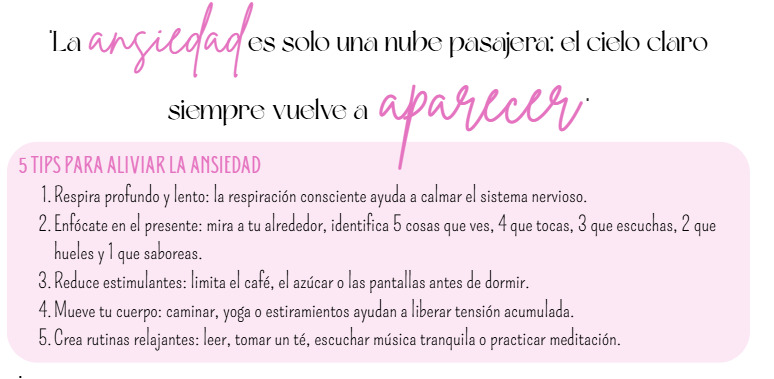 "La ansiedad es solo una nube pasajera; el cielo claro
siempre vuelve a aparecer"
5 TIPS PARA ALIVIAR LA ANSIEDAD
1. Respira profundo y lento: la respiración consciente ayuda a calmar el sistema nervioso.
2. Enfócate en el presente: mira a tu alrededor, identifica 5 cosas que ves, 4 que tocas, 3 que escuchas, 2 que
hueles y 1 que saboreas.
3. Reduce estimulantes: limita el café, el azúcar o las pantallas antes de dormir.
4. Mueve tu cuerpo: caminar, yoga o estiramientos ayudan a liberar tensión acumulada.
5. Crea rutinas relajantes: leer, tomar un té, escuchar música tranquila o practicar meditación.
.